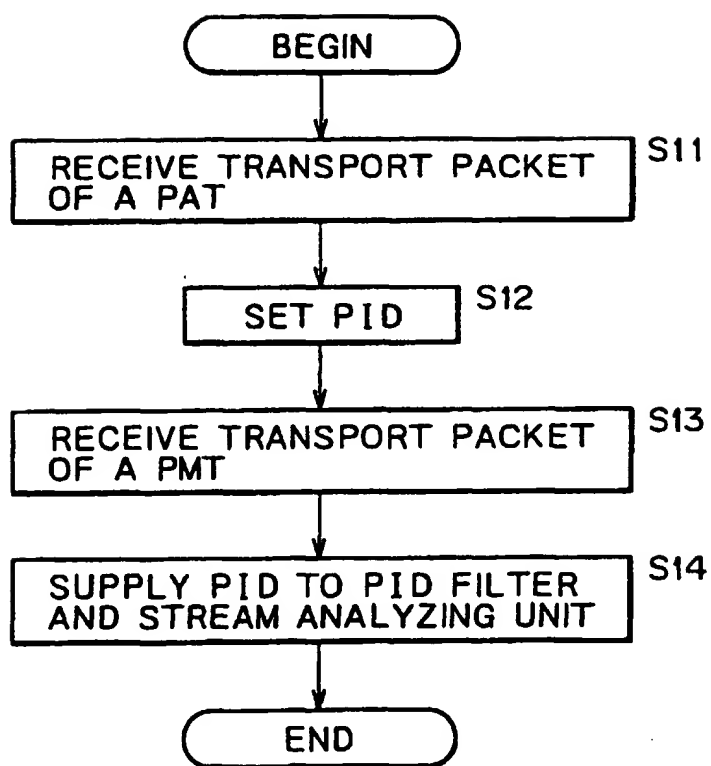 BEGIN
RECEIVE TRANSPORT PACKET
OF A PAT
S11
SET PID
S12
RECEIVE TRANSPORT PACKET
OF A PMT
S13
SUPPLY PID TO PID FILTER
AND STREAM ANALYZING UNIT
S14
END